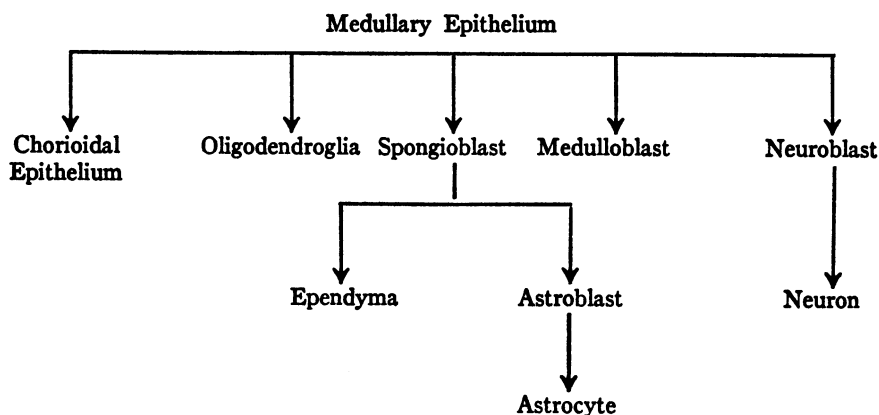 Medullary Epithelium
Chorioidal
Epithelium
Oligodendroglia
Spongioblast
Medulloblast
Neuroblast
Ependyma
Astroblast
Neuron
Astrocyte